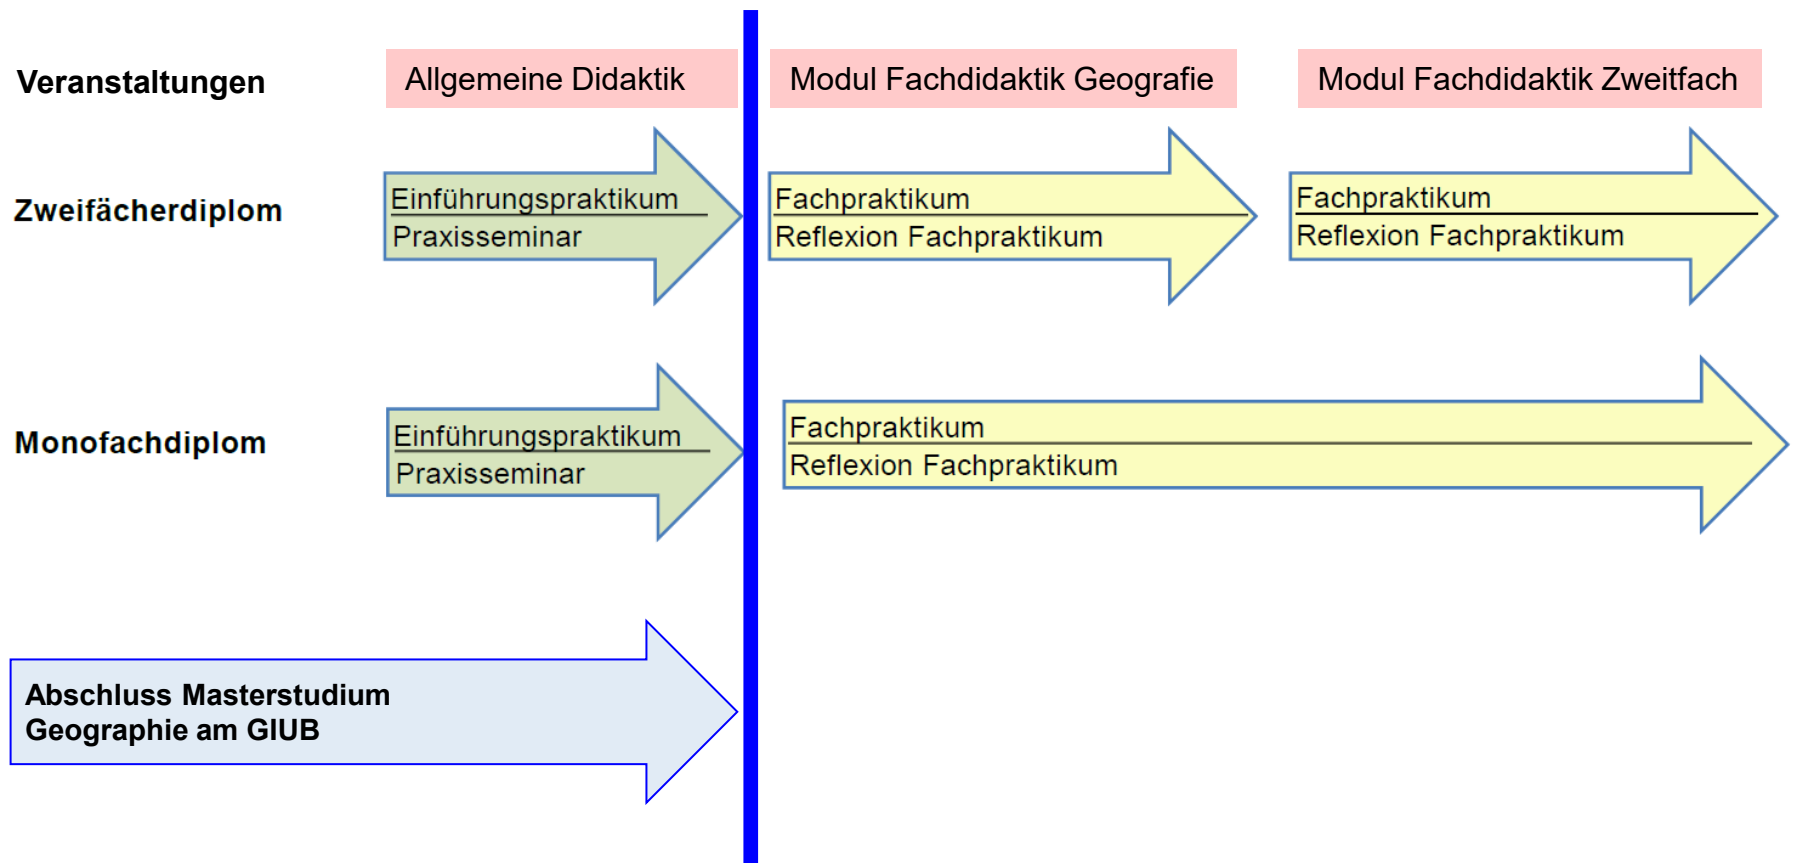 Veranstaltungen
Allgemeine Didaktik
Modul Fachdidaktik Geografie
Modul Fachdidaktik Zweitfach
Zweifächerdiplom
Einführungspraktikum
Praxisseminar
Fachpraktikum
Reflexion Fachpraktikum
Fachpraktikum
Reflexion Fachpraktikum
Monofachdiplom
Einführungspraktikum
Praxisseminar
Fachpraktikum
Reflexion Fachpraktikum
Abschluss Masterstudium
Geographie am GIUB